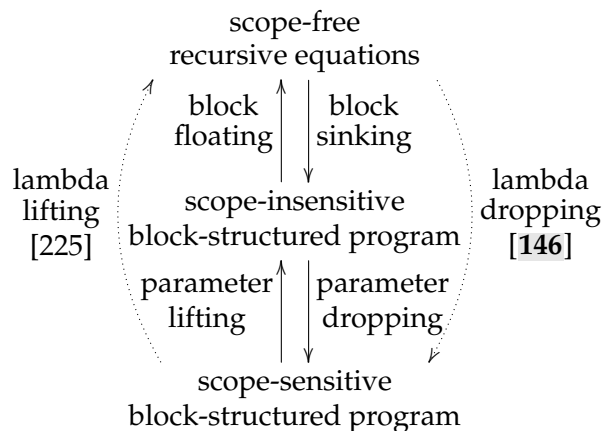 scope-free
recursive equations
block
floating
block
sinking
lambda
lifting
[225]
scope-insensitive
block-structured program
lambda
dropping
[146]
parameter
lifting
parameter
dropping
scope-sensitive
block-structured program